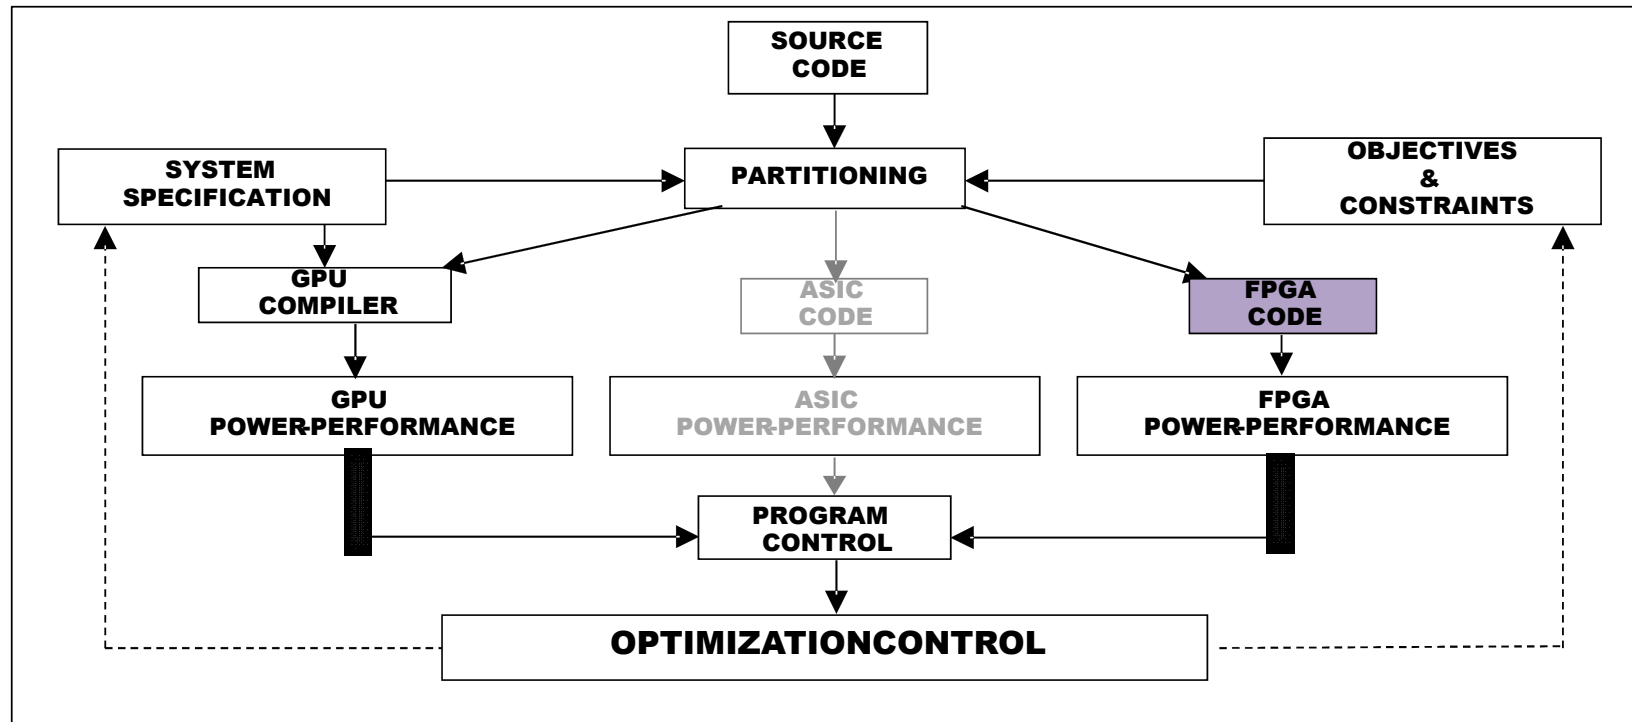 SOURCE
CODE
SYSTEM
SPECIFICATION
PARTITIONING
OBJECTIVES
&
CONSTRAINTS
GPU
COMPILER
ASIC
CODE
FPGA
CODE
GPU
POWER-PERFORMANCE
ASIC
POWER-PERFORMANCE
FPGA
POWER-PERFORMANCE
PROGRAM
CONTROL
OPTIMIZATIONCONTROL